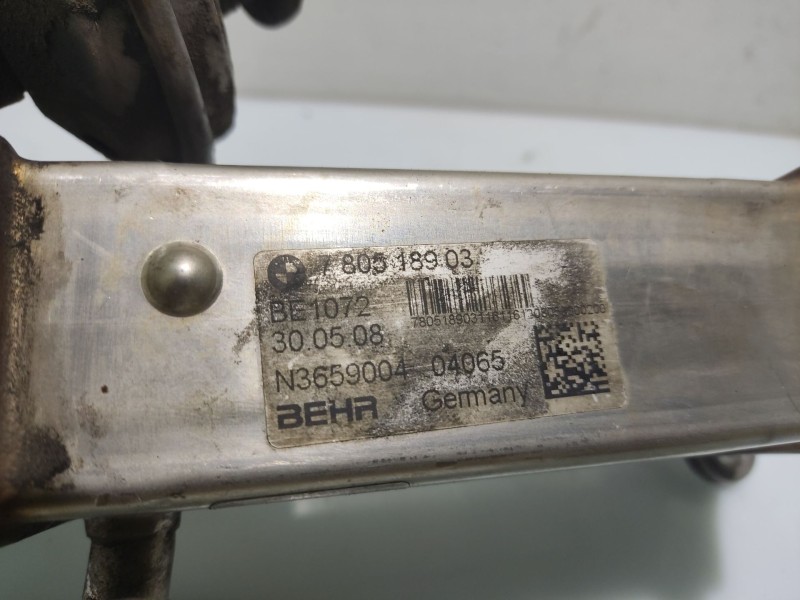 7 805 189 03
BE1072
30.05.08
N3659004 04065
BEHR Germany